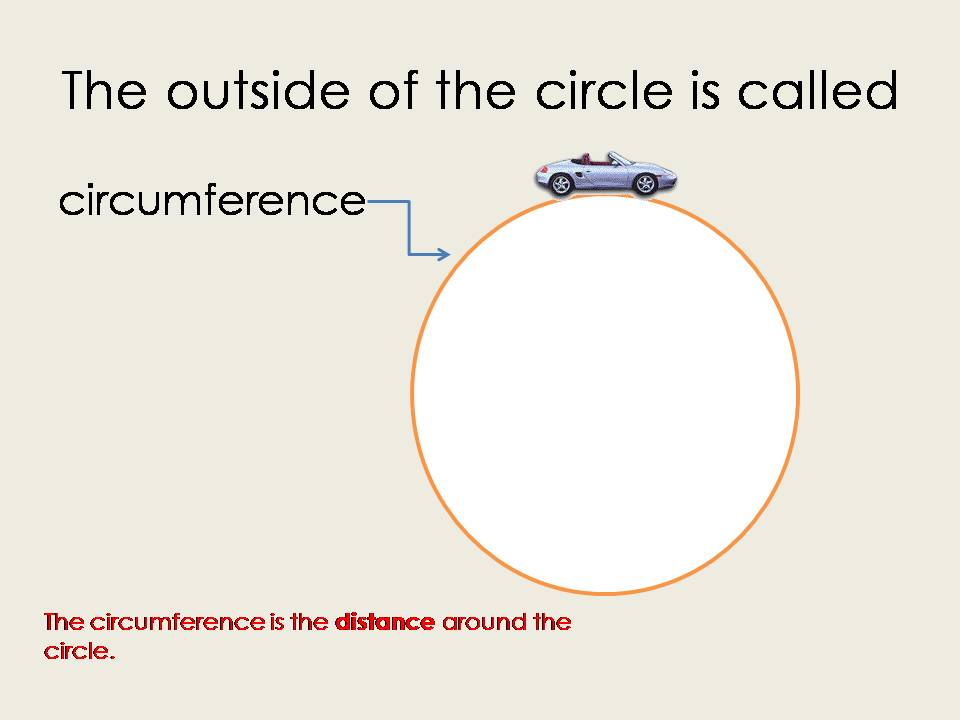 The outside of the circle is called
circumference
The circumference is the distance around the
circle.